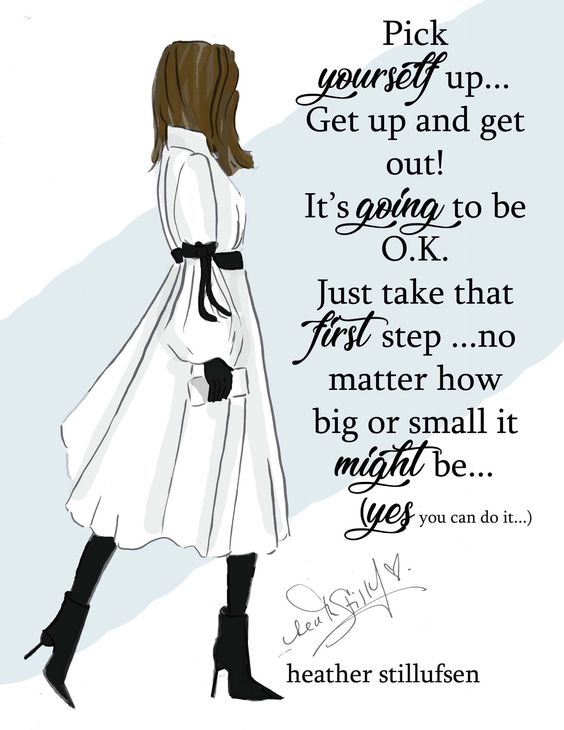 Pick
yourself up...
Get up and get
out!
It's going to be
O.K.
Just take that
first step ...no
matter how
big or small it
might be...
(yes you can do it...)
heather stillufsen